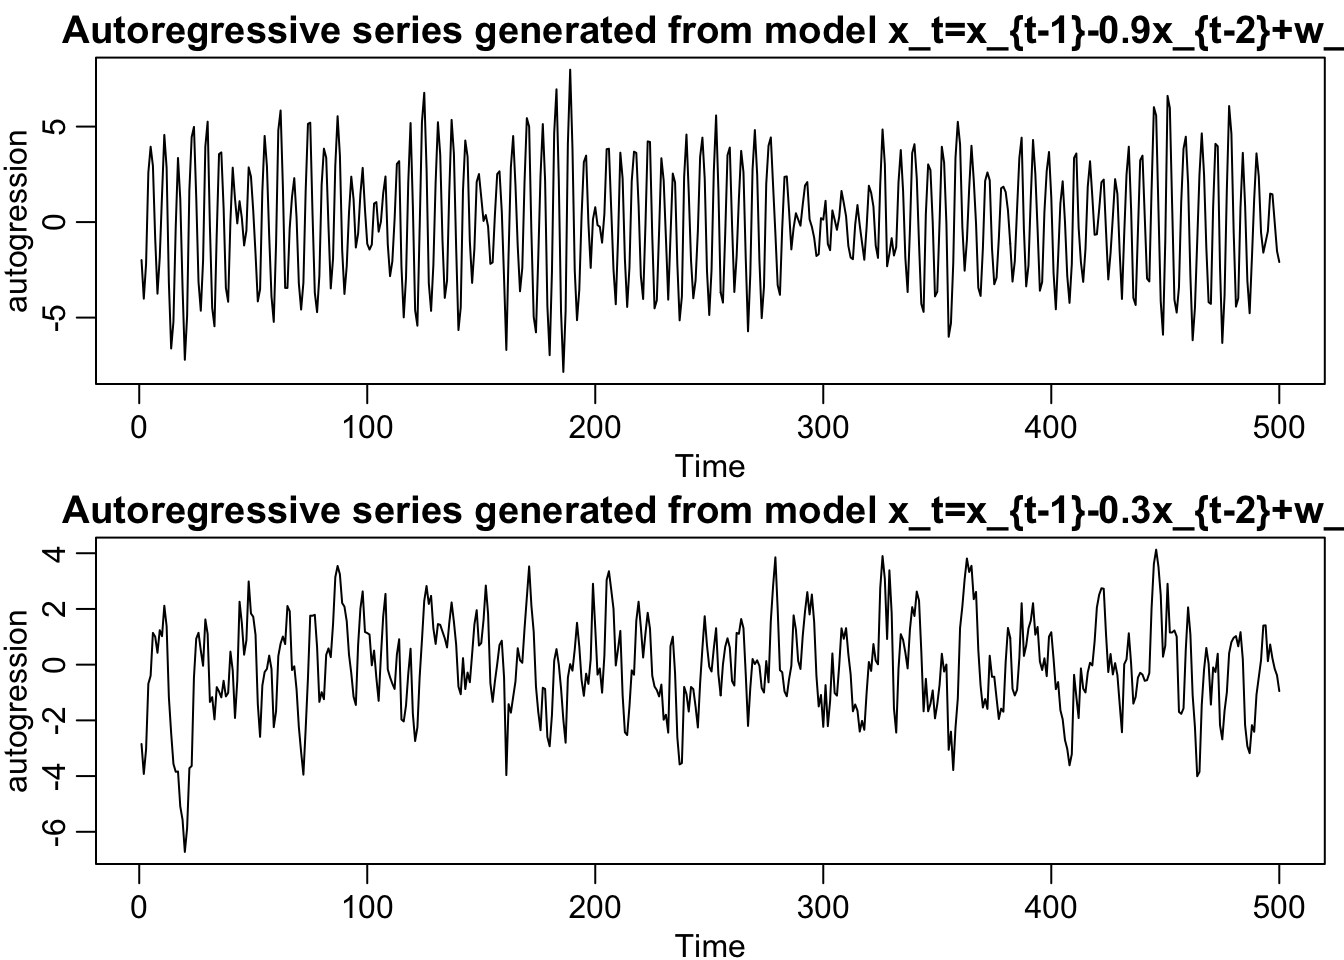 Autoregressive series generated from model x_t=x_{t-1}-0.9x_{t-2}+w_
autogression
5
0
-5
0 100 200 300 400 500
Time
Autoregressive series generated from model x_t=x_{t-1}-0.3x_{t-2}+w_
autogression
4
2
0
-2
-4
-6
0 100 200 300 400 500
Time